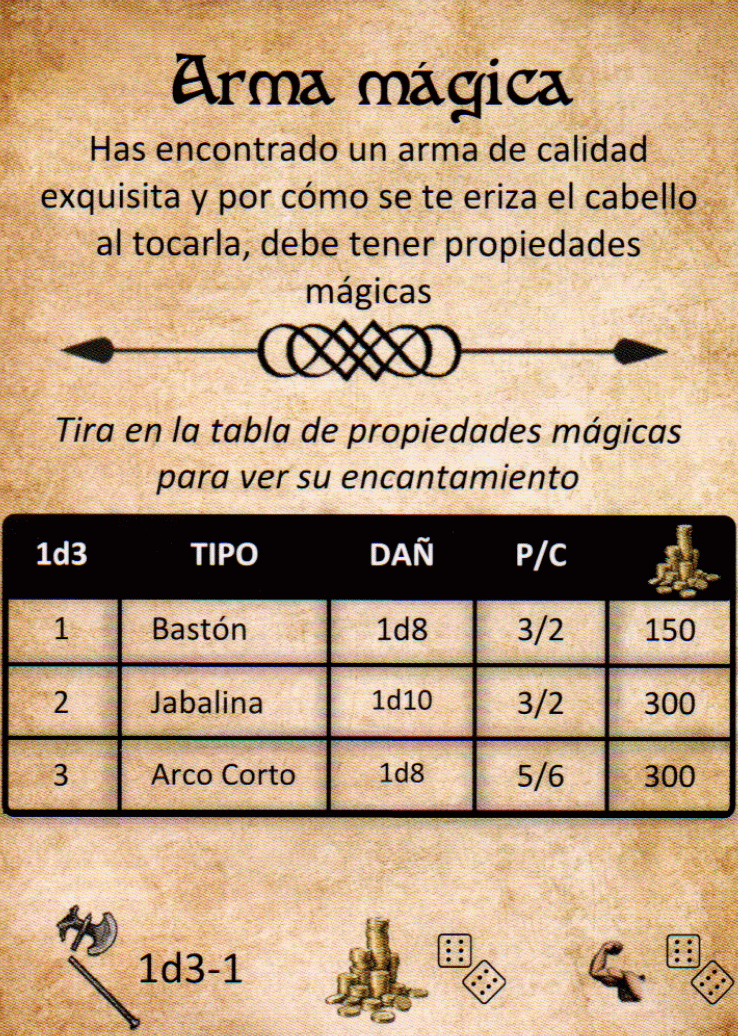 Arma mágica
Has encontrado un arma de calidad
exquisita y por cómo se te eriza el cabello
al tocarla, debe tener propiedades
mágicas
Tira en la tabla de propiedades mágicas
para ver su encantamiento
1d3 TIPO DAÑ P/C
1 Bastón 1d8 3/2 150
2 Jabalina 1d10 3/2 300
3 Arco Corto 1d8 5/6 300
1d3-1